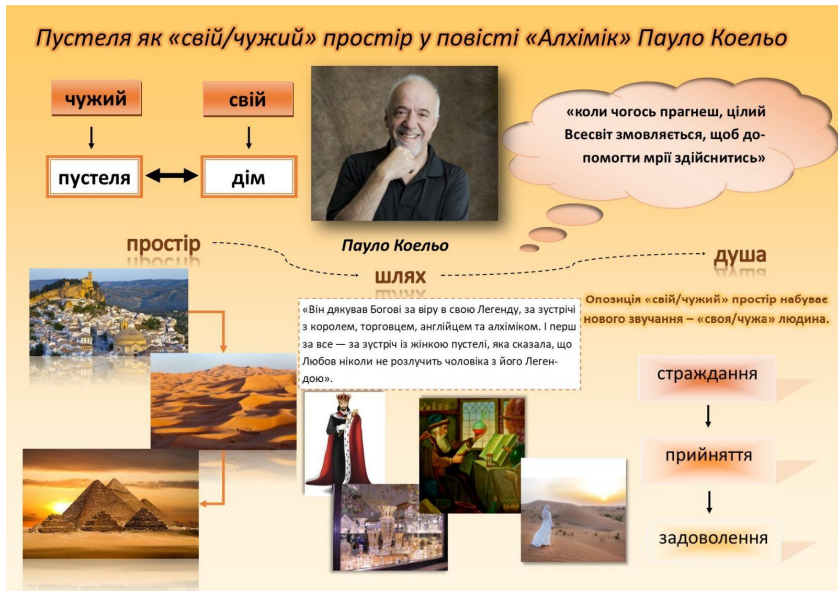 Пустеля як «свій/чужий» простір у повісті «Алхімік» Пауло Коельо
чужий
свій
пустеля
дім
«коли чогось прагнеш, цілий
Всесвіт змовляється, щоб до-
помогти мрії здійснитись»
Пауло Коельо
простір
шлях
душа
«Він дякував Богові за віру в свою Легенду, за зустрічі
з королем, торговцем, англійцем та алхіміком. І перш
за все — за зустріч із жінкою пустелі, яка сказала, що
Любов ніколи не розлучить чоловіка з його Леген-
дою».
Опозиція «свій/чужий» простір набуває
нового звучання – «своя/чужа» людина.
страждання
прийняття
задоволення